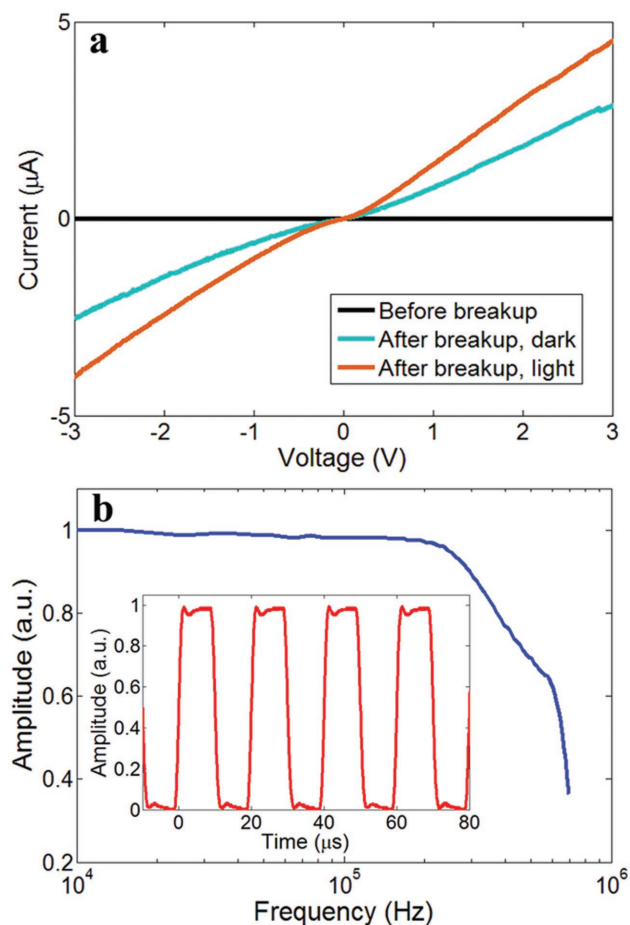 a
5
0
-5
Current (μA)
Before breakup
After breakup, dark
After breakup, light
-3 -2 -1 0 1 2 3
Voltage (V)
b
1
0.8
0.6
0.4
0.2
Amplitude (a.u.)
1
0.8
0.6
0.4
0.2
0
Amplitude (a.u.)
0 20 40 60 80
Time (μs)
10^4 10^5 10^6
Frequency (Hz)